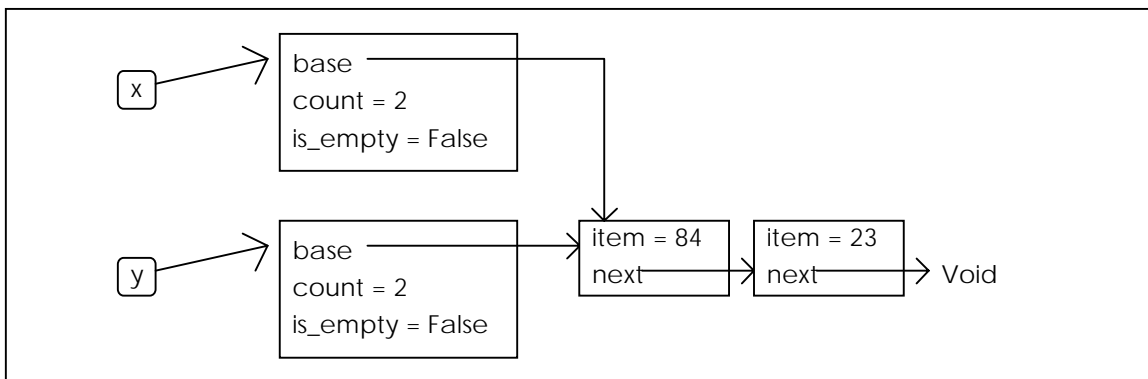 x
base
count = 2
is_empty = False
y
base
count = 2
is_empty = False
item = 84
next
item = 23
next
Void